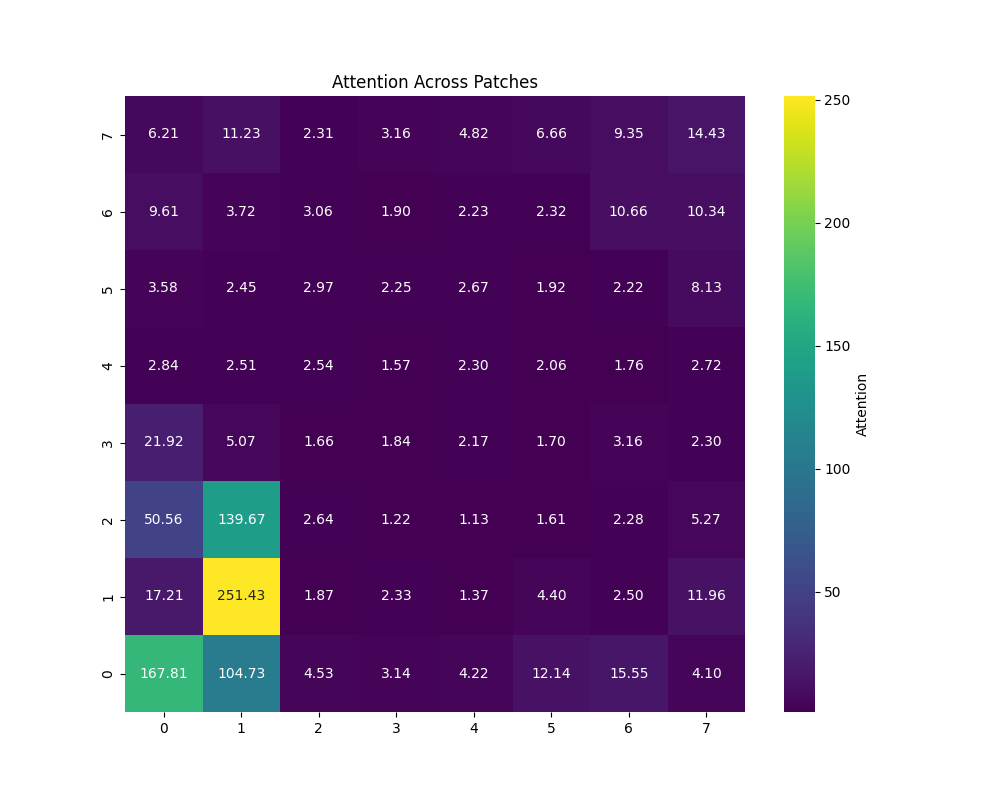 Attention Across Patches
7 6.21 11.23 2.31 3.16 4.82 6.66 9.35 14.43
6 9.61 3.72 3.06 1.90 2.23 2.32 10.66 10.34
5 3.58 2.45 2.97 2.25 2.67 1.92 2.22 8.13
4 2.84 2.51 2.54 1.57 2.30 2.06 1.76 2.72
3 21.92 5.07 1.66 1.84 2.17 1.70 3.16 2.30
2 50.56 139.67 2.64 1.22 1.13 1.61 2.28 5.27
1 17.21 251.43 1.87 2.33 1.37 4.40 2.50 11.96
0 167.81 104.73 4.53 3.14 4.22 12.14 15.55 4.10
0 1 2 3 4 5 6 7
250
200
150
100
50
Attention